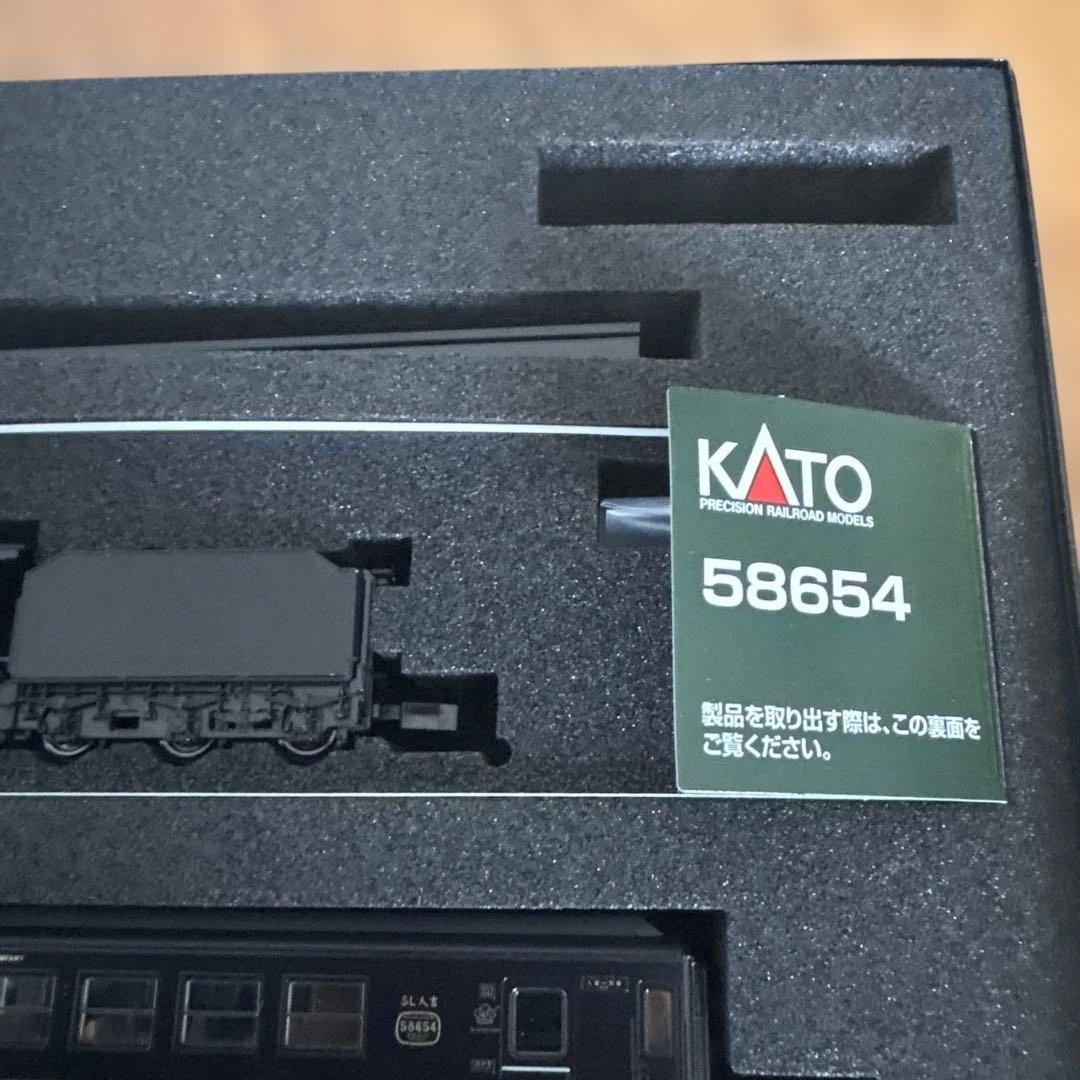 KATO
PRECISION RAILROAD MODELS
58654
製品を取り出す際は、この裏面を
ご覧ください。
SL人吉
58654